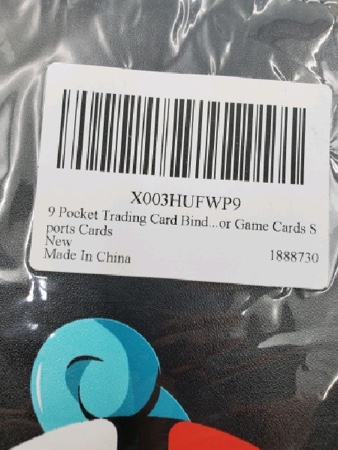 X003HUFWP9
9 Pocket Trading Card Bind...or Game Cards S
ports Cards
New
Made In China 1888730